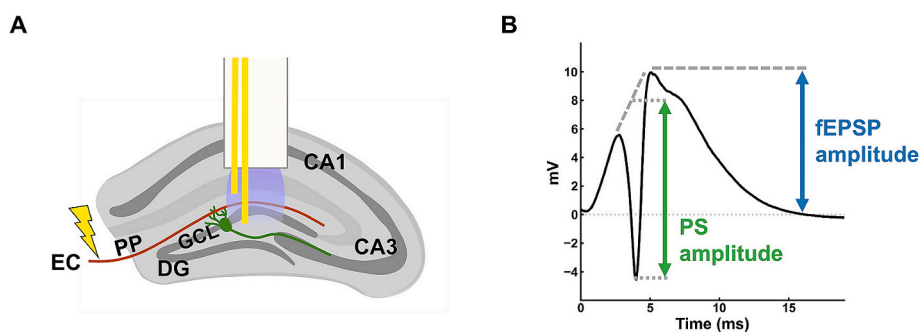 A
CA1
GCL
PP
EC
DG
CA3
B
mV
10
8
6
4
2
0
−2
−4
0
5
10
15
Time (ms)
fEPSP
amplitude
PS
amplitude